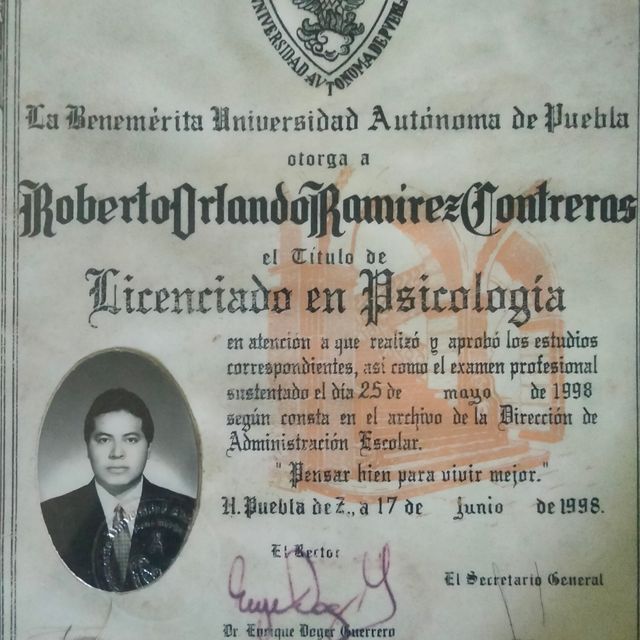 UNIVERSIDAD AUTONOMA DE PUEBLA
La Benemérita Universidad Autónoma de Puebla
otorga a
Roberto Orlando Ramirez Contreras
el Titulo de
Licenciado en Psicología
en atención a que realizó y aprobó los estudios
correspondientes, así como el examen profesional
sustentado el día 25 de mayo de 1998
según consta en el archivo de la Dirección de
Administración Escolar.
"Pensar bien para vivir mejor."
H. Puebla de Z., a 17 de Junio de 1998.
El Rector
El Secretario General
Dr. Enrique Doger Guerrero